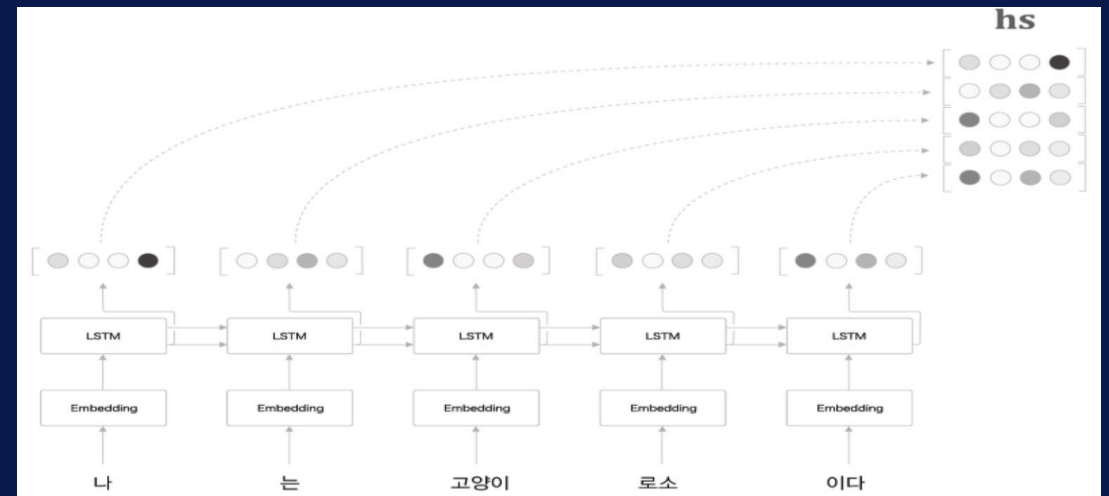 hs
LSTM LSTM LSTM LSTM LSTM
Embedding Embedding Embedding Embedding Embedding
나 는 고양이 로소 이다